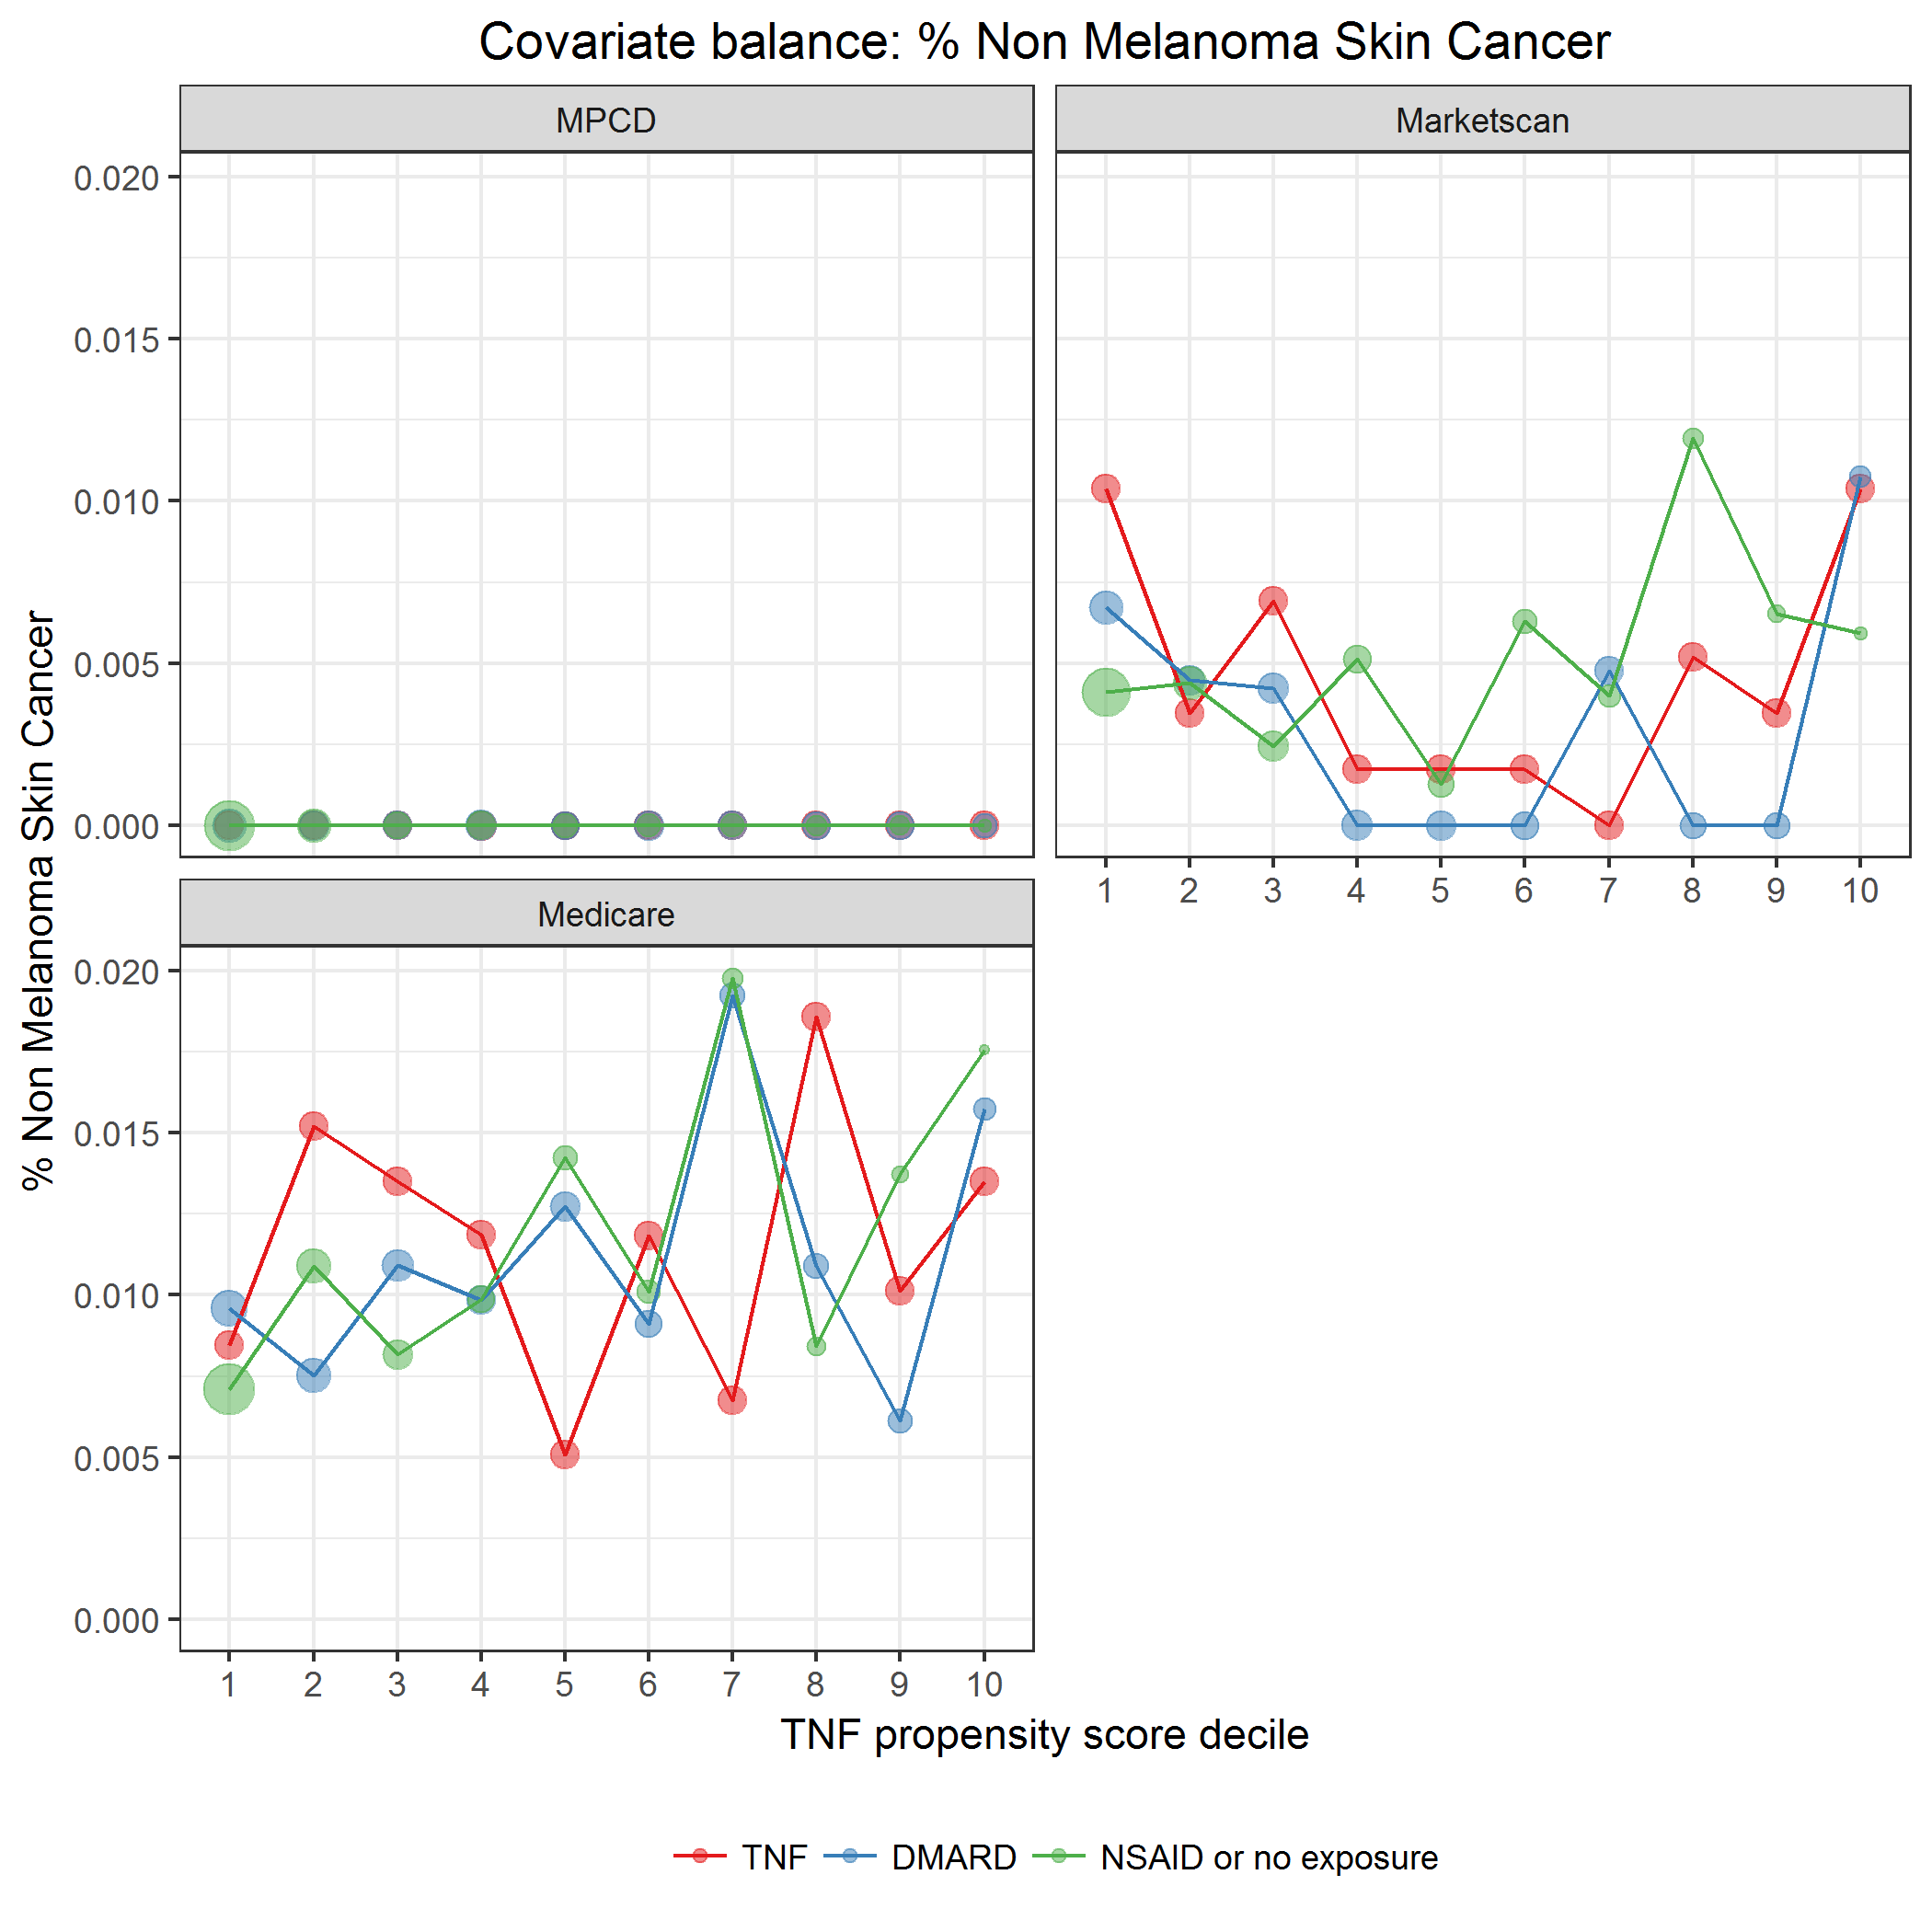 Covariate balance: % Non Melanoma Skin Cancer
MPCD
Marketscan
% Non Melanoma Skin Cancer
0.020
0.015
0.010
0.005
0.000
1 2 3 4 5 6 7 8 9 10
Medicare
0.020
0.015
0.010
0.005
0.000
1 2 3 4 5 6 7 8 9 10
TNF propensity score decile
TNF DMARD NSAID or no exposure